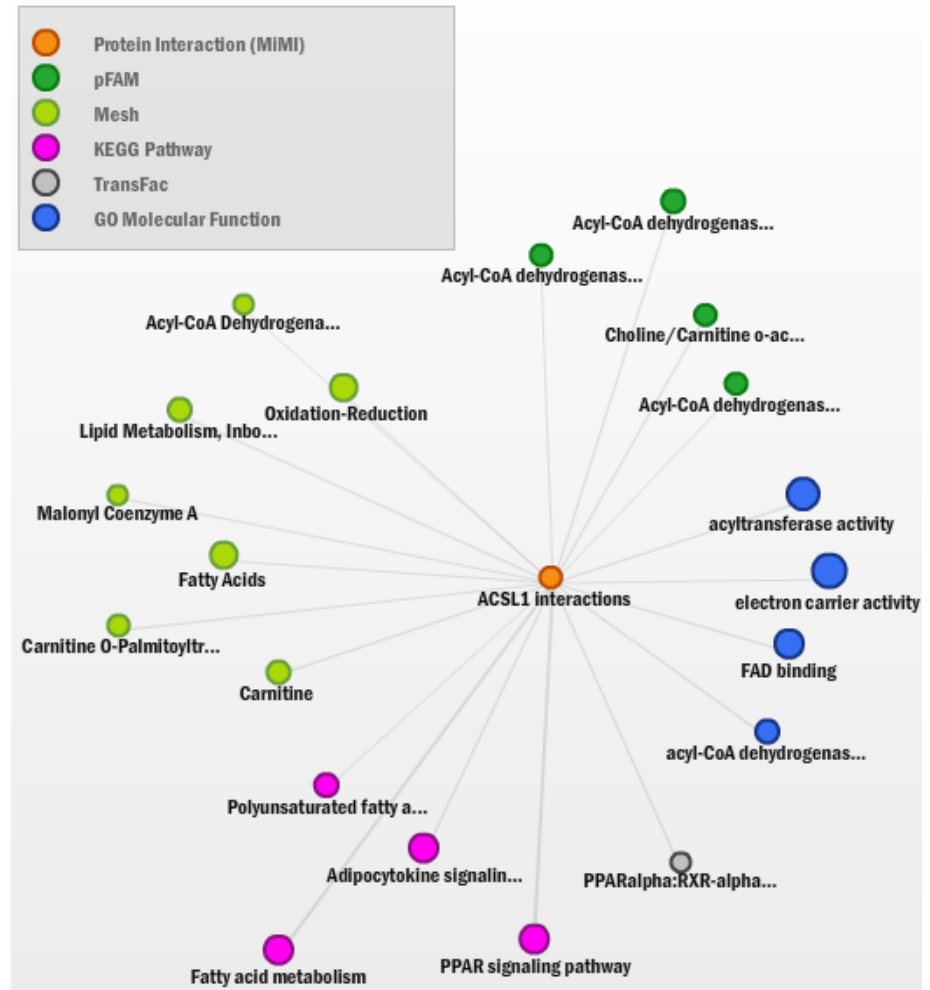 Protein Interaction (MiMI)
pFAM
Mesh
KEGG Pathway
TransFac
GO Molecular Function
Acyl-CoA dehydrogenas...
Acyl-CoA dehydrogenas...
Acyl-CoA Dehydrogena...
Choline/Carnitine o-ac...
Oxidation-Reduction
Acyl-CoA dehydrogenas...
Lipid Metabolism, Inbo...
Malonyl Coenzyme A
acyltransferase activity
Fatty Acids
ACSL1 interactions
electron carrier activity
Carnitine O-Palmitoyltr...
FAD binding
Carnitine
acyl-CoA dehydrogenas...
Polyunsaturated fatty a...
Adipocytokine signalin...
PPARalpha:RXR-alpha...
PPAR signaling pathway
Fatty acid metabolism